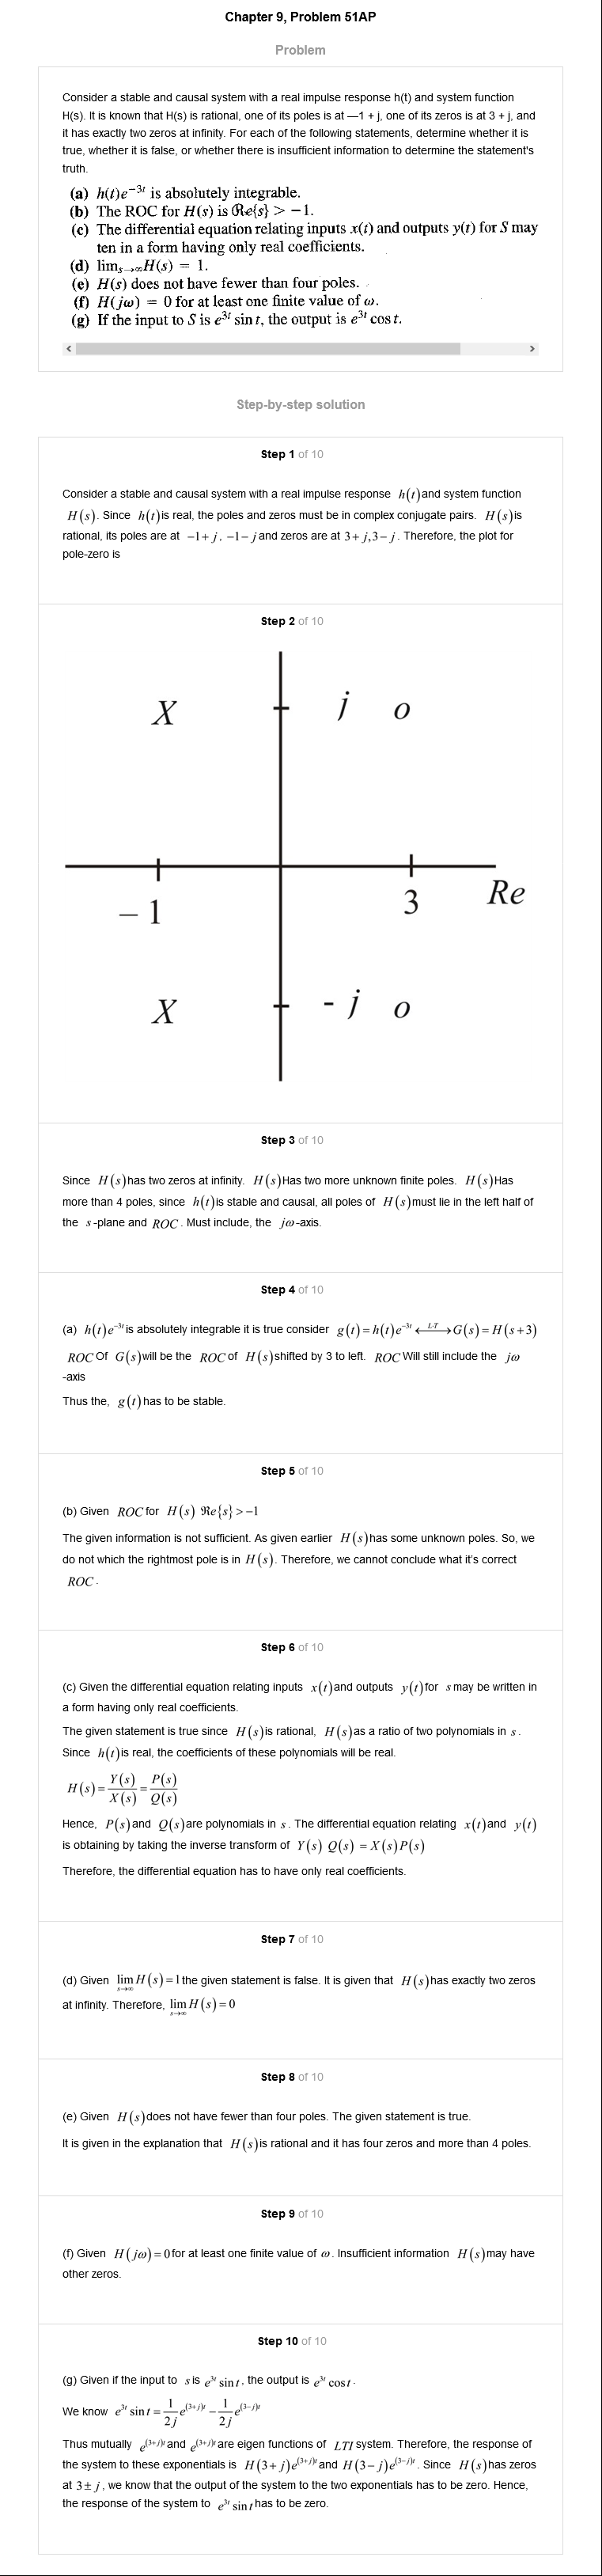 Chapter 9, Problem 51AP
Problem
Consider a stable and causal system with a real impulse response h(t) and system function
H(s). It is known that H(s) is rational, one of its poles is at —1 + j, one of its zeros is at 3 + j, and
it has exactly two zeros at infinity. For each of the following statements, determine whether it is
true, whether it is false, or whether there is insufficient information to determine the statement's
truth.
(a) h(t)e^{-3t} is absolutely integrable.
(b) The ROC for H(s) is ℜe{s} > −1.
(c) The differential equation relating inputs x(t) and outputs y(t) for S may
ten in a form having only real coefficients.
(d) lim_{s→∞}H(s) = 1.
(e) H(s) does not have fewer than four poles.
(f) H(jω) = 0 for at least one finite value of ω.
(g) If the input to S is e^{3t} sin t, the output is e^{3t} cos t.
Step-by-step solution
Step 1 of 10
Consider a stable and causal system with a real impulse response h(t) and system function
H(s). Since h(t) is real, the poles and zeros must be in complex conjugate pairs. H(s) is
rational, its poles are at −1+j, −1−j and zeros are at 3+j,3−j. Therefore, the plot for
pole-zero is
Step 2 of 10
X j o
−1 3 Re
X - j o
Step 3 of 10
Since H(s) has two zeros at infinity. H(s) Has two more unknown finite poles. H(s) Has
more than 4 poles, since h(t) is stable and causal, all poles of H(s) must lie in the left half of
the s-plane and ROC. Must include, the jω-axis.
Step 4 of 10
(a) h(t)e^{-3t} is absolutely integrable it is true consider g(t)=h(t)e^{-3t} ←L.T→ G(s)=H(s+3)
ROC Of G(s) will be the ROC of H(s) shifted by 3 to left. ROC Will still include the jω
-axis
Thus the, g(t) has to be stable.
Step 5 of 10
(b) Given ROC for H(s) ℜe{s}>−1
The given information is not sufficient. As given earlier H(s) has some unknown poles. So, we
do not which the rightmost pole is in H(s). Therefore, we cannot conclude what it's correct
ROC.
Step 6 of 10
(c) Given the differential equation relating inputs x(t) and outputs y(t) for s may be written in
a form having only real coefficients.
The given statement is true since H(s) is rational, H(s) as a ratio of two polynomials in s.
Since h(t) is real, the coefficients of these polynomials will be real.
H(s)=Y(s)/X(s)=P(s)/Q(s)
Hence, P(s) and Q(s) are polynomials in s. The differential equation relating x(t) and y(t)
is obtaining by taking the inverse transform of Y(s) Q(s) = X(s)P(s)
Therefore, the differential equation has to have only real coefficients.
Step 7 of 10
(d) Given lim_{s→∞} H(s)=1 the given statement is false. It is given that H(s) has exactly two zeros
at infinity. Therefore, lim_{s→∞} H(s)=0
Step 8 of 10
(e) Given H(s) does not have fewer than four poles. The given statement is true.
It is given in the explanation that H(s) is rational and it has four zeros and more than 4 poles.
Step 9 of 10
(f) Given H(jω)=0 for at least one finite value of ω. Insufficient information H(s) may have
other zeros.
Step 10 of 10
(g) Given if the input to s is e^{3t} sin t, the output is e^{3t} cos t.
We know e^{3t} sin t = 1/2j e^{(3+j)t} − 1/2j e^{(3−j)t}
Thus mutually e^{(3+j)t} and e^{(3+j)t} are eigen functions of LTI system. Therefore, the response of
the system to these exponentials is H(3+j)e^{(3+j)t} and H(3−j)e^{(3−j)t}. Since H(s) has zeros
at 3±j, we know that the output of the system to the two exponentials has to be zero. Hence,
the response of the system to e^{3t} sin t has to be zero.